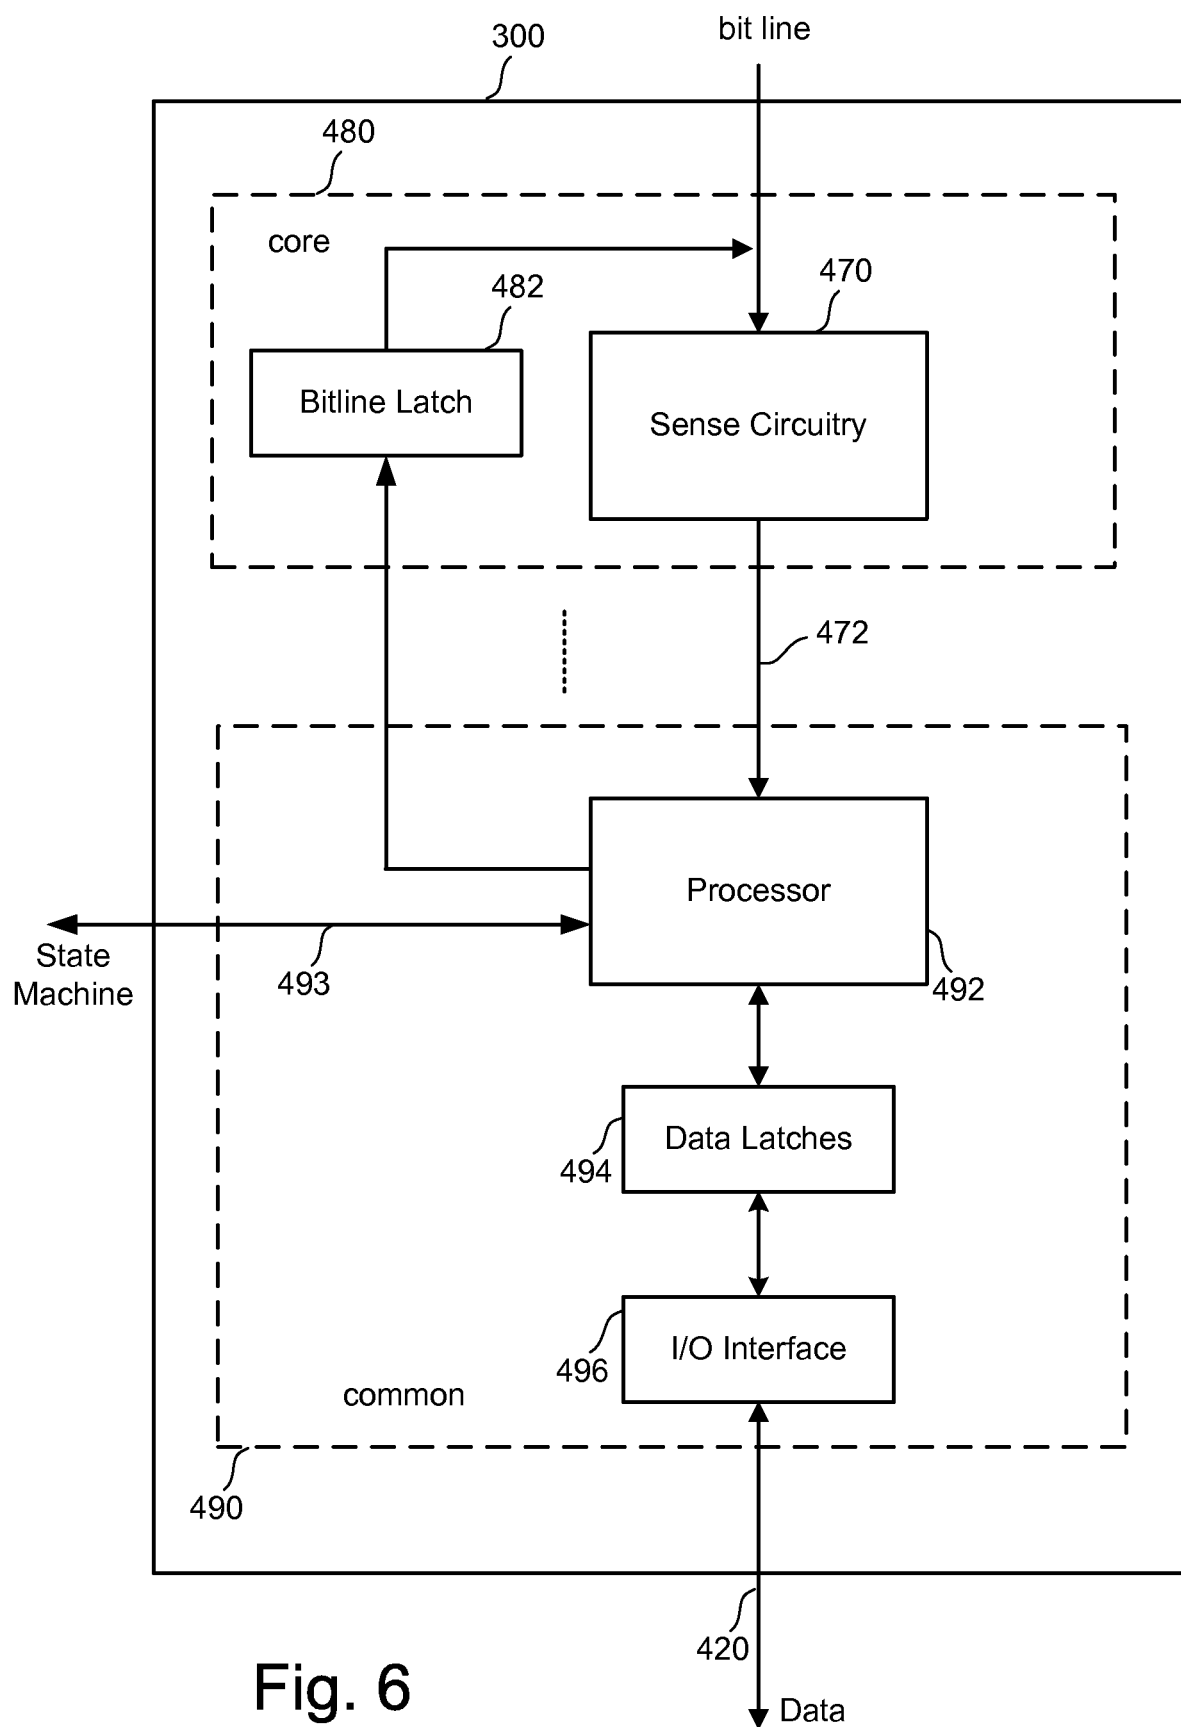 bit line
300
480
core
470
482
Bitline Latch
Sense Circuitry
472
Processor
State
Machine
493
492
Data Latches
494
I/O Interface
496
common
490
420
Fig. 6
Data